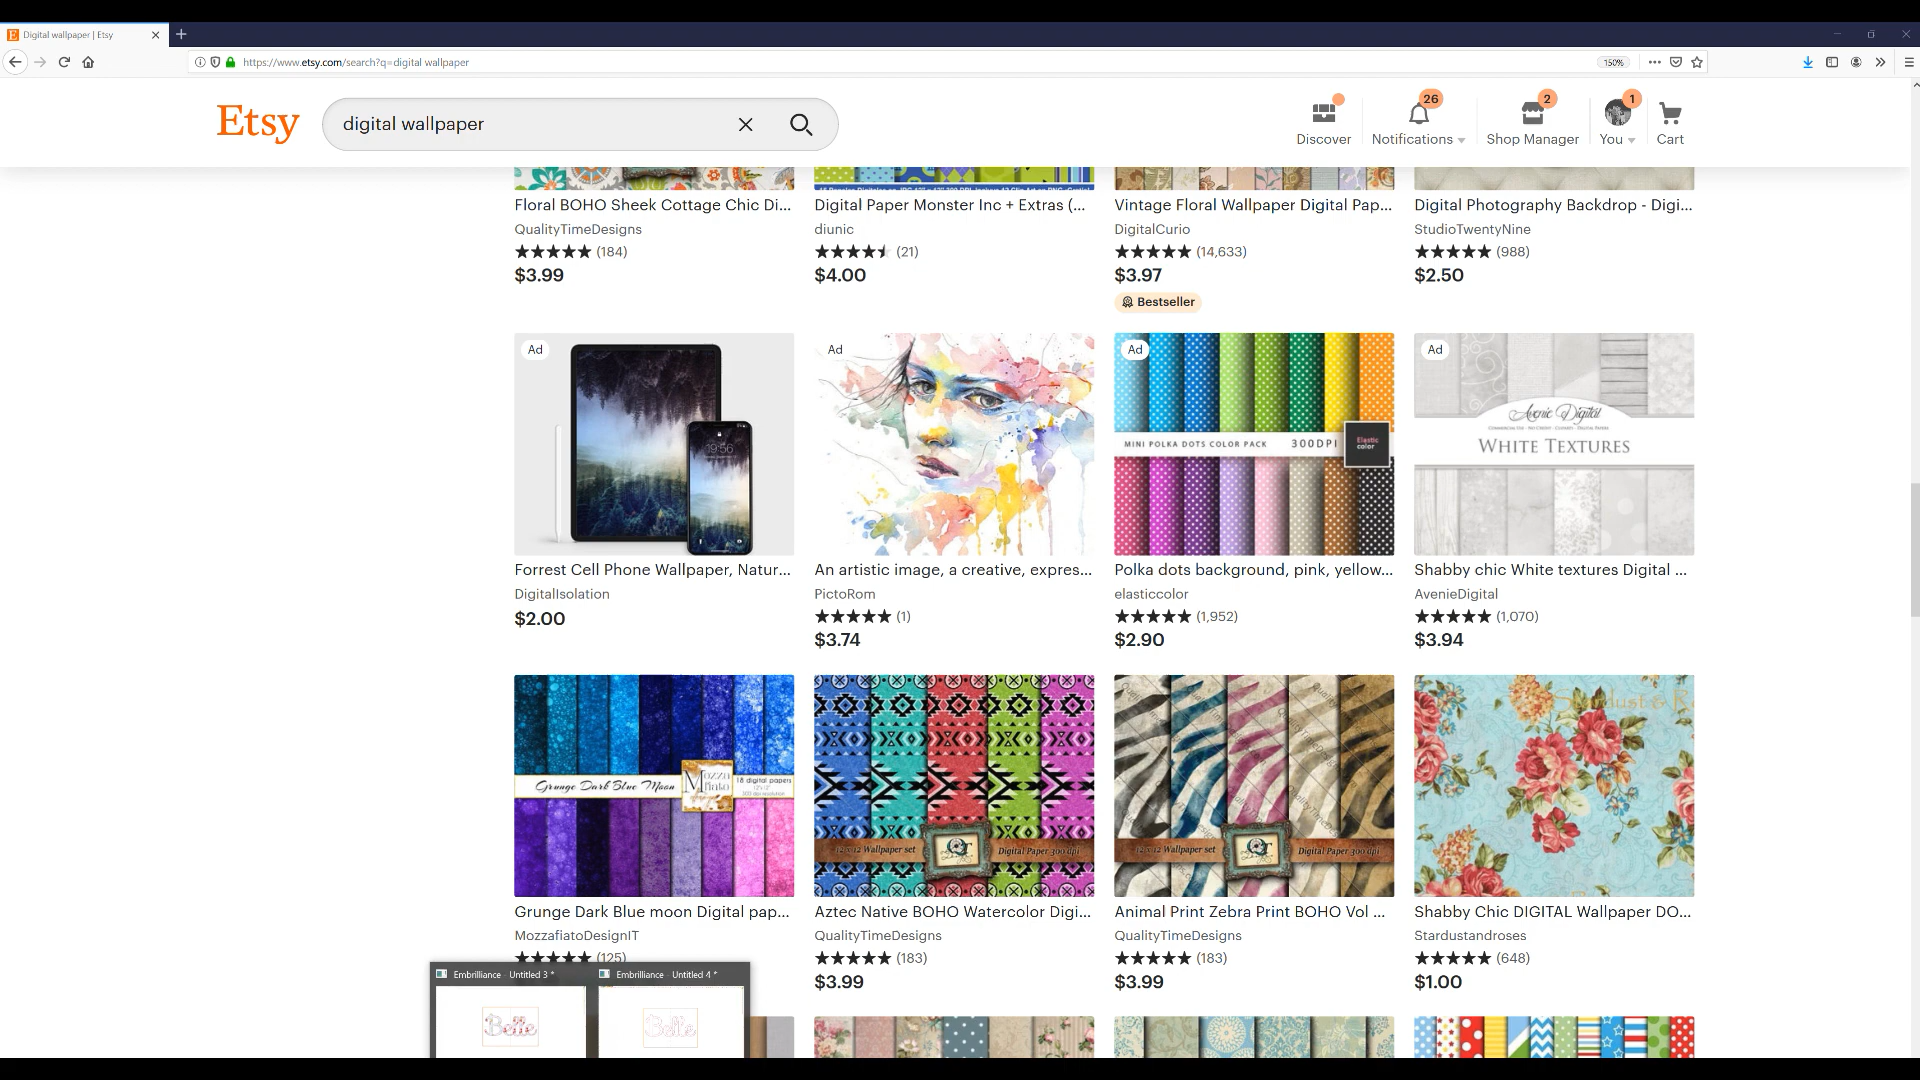 Digital wallpaper | Etsy
https://www.etsy.com/search?q=digital wallpaper
150%
Etsy
digital wallpaper
Discover
26
Notifications
2
Shop Manager
1
You
Cart
Floral BOHO Sheek Cottage Chic Di...
QualityTimeDesigns
(184)
$3.99
Digital Paper Monster Inc + Extras (...
diunic
(21)
$4.00
Vintage Floral Wallpaper Digital Pap...
DigitalCurio
(14,633)
$3.97
Bestseller
Digital Photography Backdrop - Digi...
StudioTwentyNine
(988)
$2.50
Ad
19:56
Forrest Cell Phone Wallpaper, Natur...
DigitalIsolation
$2.00
Ad
An artistic image, a creative, expres...
PictoRom
(1)
$3.74
Ad
MINI POLKA DOTS COLOR PACK 300DPI
Elastic
color
Polka dots background, pink, yellow...
elasticcolor
(1,952)
$2.90
Ad
Avenie Digital
WHITE TEXTURES
Shabby chic White textures Digital ...
AvenieDigital
(1,070)
$3.94
Grunge Dark Blue Moon
18 digital papers
Grunge Dark Blue moon Digital pap...
MozzafiatoDesignIT
(125)
12 x 12 Wallpaper set
Digital Paper 300 dpi
Aztec Native BOHO Watercolor Digi...
QualityTimeDesigns
(183)
$3.99
12 x 12 Wallpaper set
Digital Paper 300 dpi
Animal Print Zebra Print BOHO Vol ...
QualityTimeDesigns
(183)
$3.99
Shabby Chic DIGITAL Wallpaper DO...
Stardustandroses
(648)
$1.00
Embrilliance - Untitled 3 *
Embrilliance - Untitled 4 *
Belle
Belle